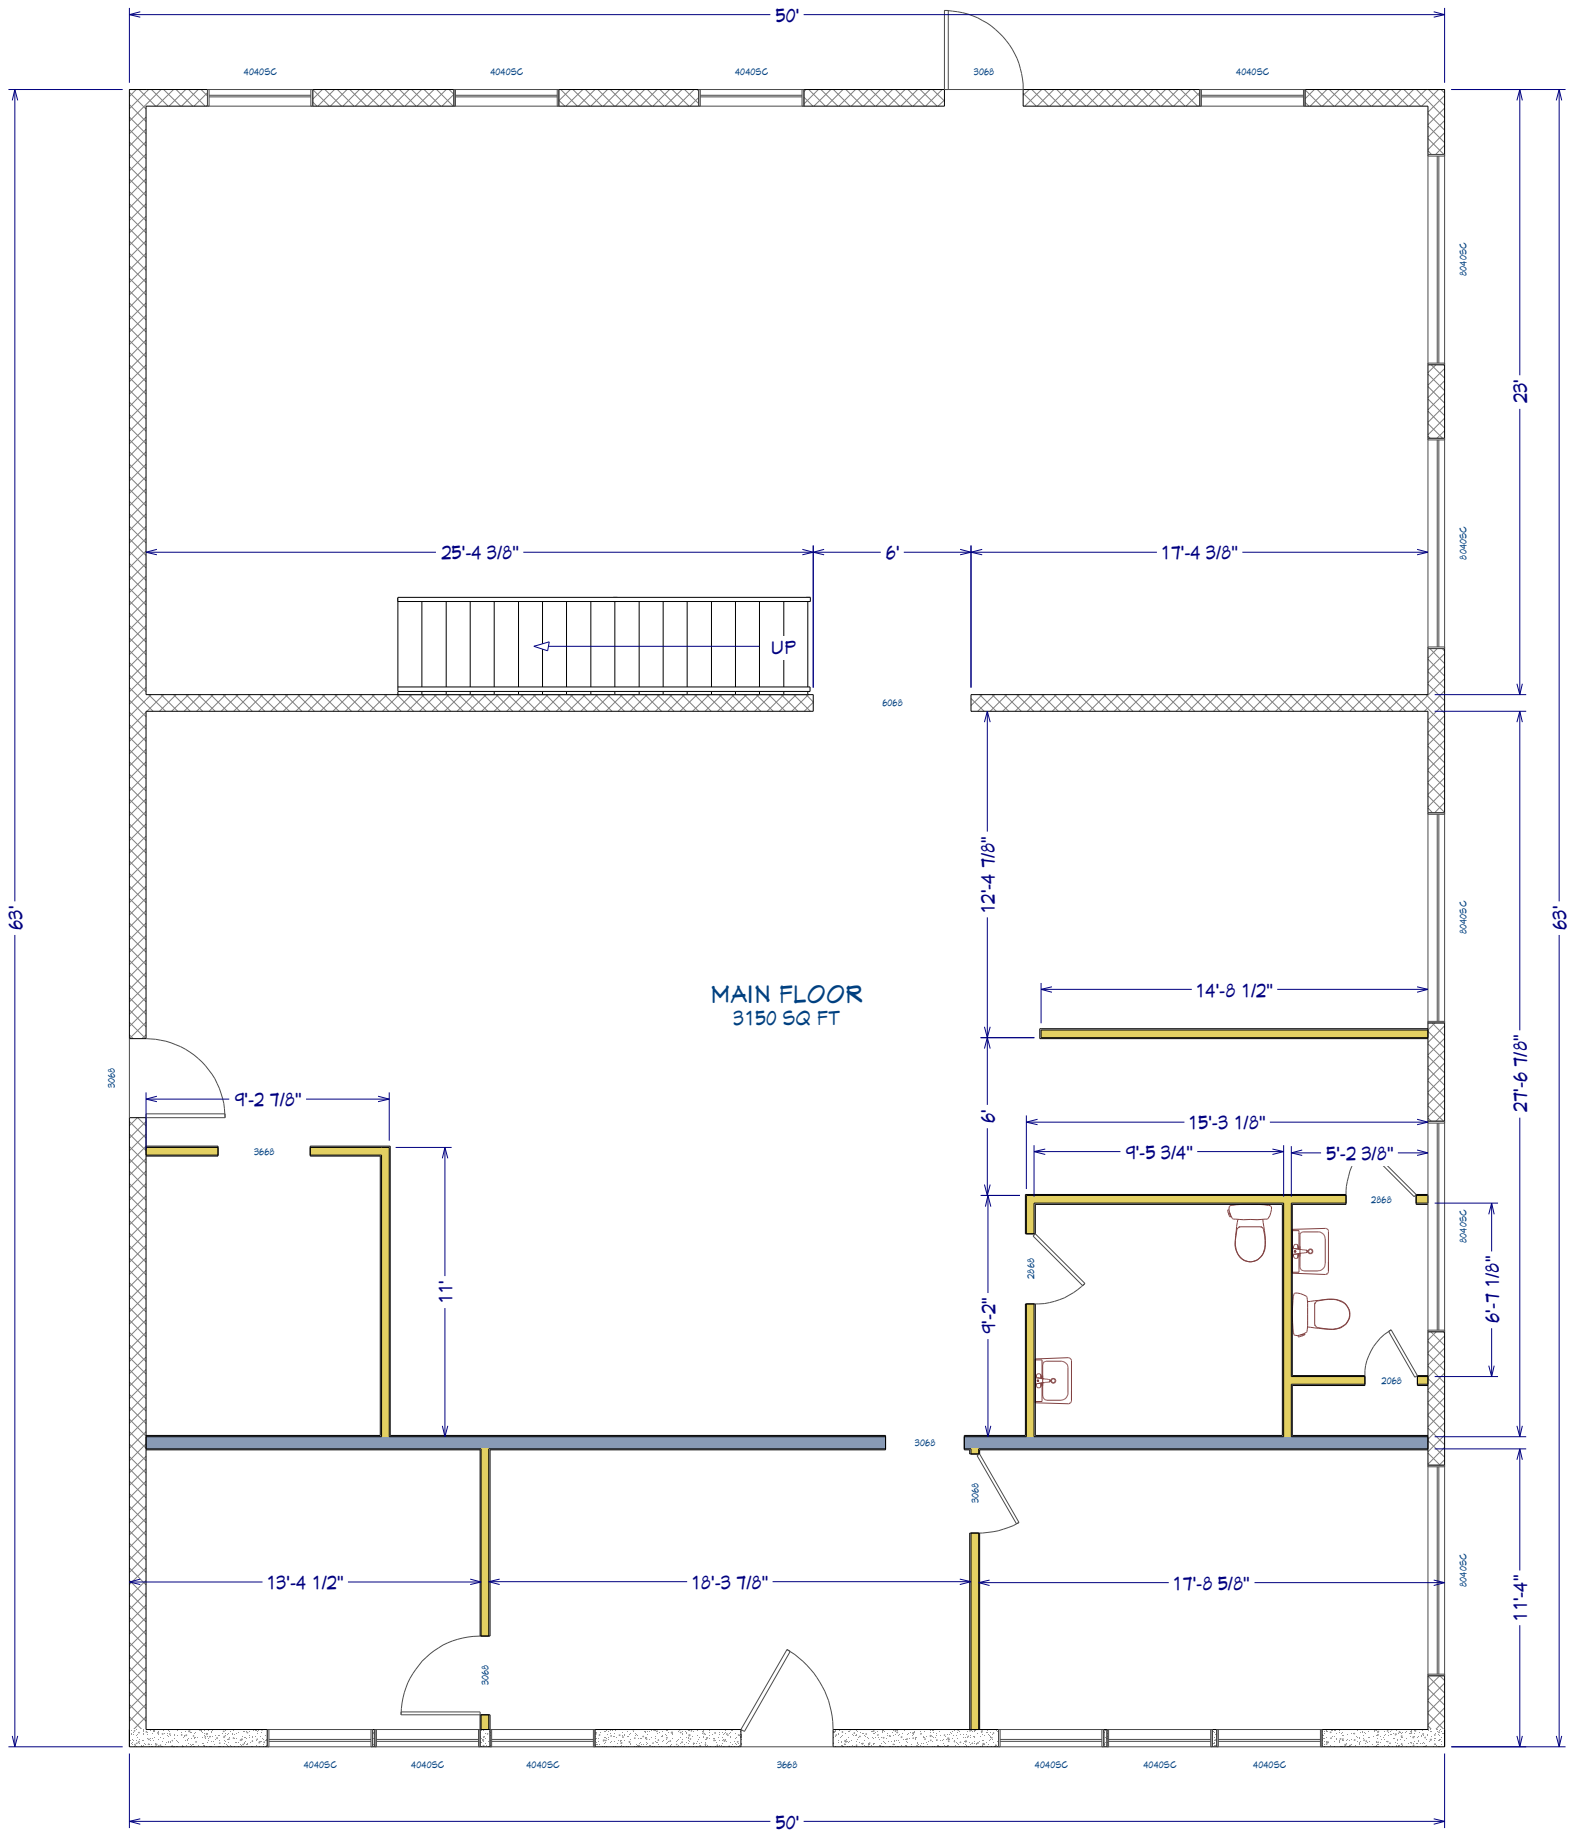 50'
4040SC
4040SC
4040SC
3068
4040SC
8040SC
23'
8040SC
25'-4 3/8"
6'
17'-4 3/8"
UP
6068
12'-4 7/8"
63'
8040SC
63'
MAIN FLOOR
3150 SQ FT
14'-8 1/2"
3068
27'-6 7/8"
9'-2 7/8"
6'
15'-3 1/8"
3668
9'-5 3/4"
5'-2 3/8"
2868
8040SC
2868
11'
9'-2"
6'-7 1/8"
2068
3068
3068
13'-4 1/2"
18'-3 7/8"
17'-8 5/8"
8040SC
11'-4"
3068
4040SC
4040SC
4040SC
3668
4040SC
4040SC
4040SC
50'